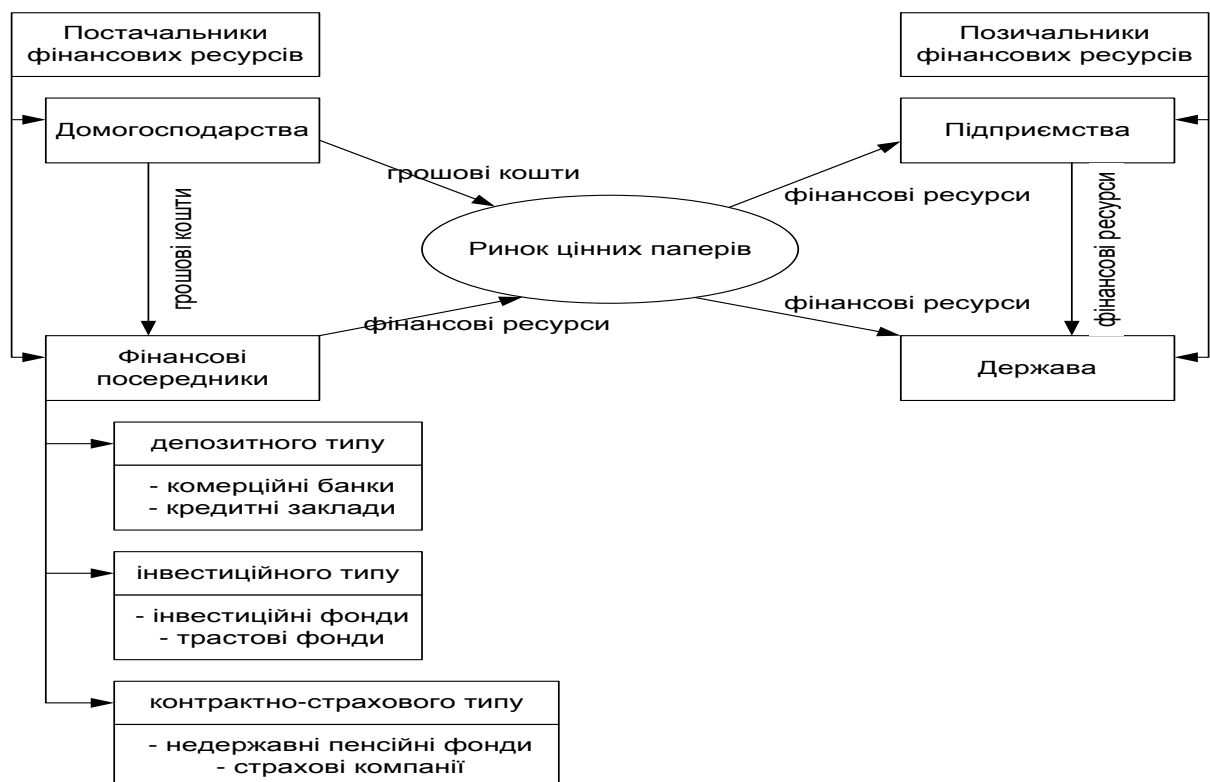 Постачальники
фінансових ресурсів
Позичальники
фінансових ресурсів
Домогосподарства
Підприємства
грошові кошти
фінансові ресурси
грошові кошти
Ринок цінних паперів
фінансові ресурси
фінансові ресурси
фінансові ресурси
Фінансові
посередники
Держава
депозитного типу
- комерційні банки
- кредитні заклади
інвестиційного типу
- інвестиційні фонди
- трастові фонди
контрактно-страхового типу
- недержавні пенсійні фонди
- страхові компанії